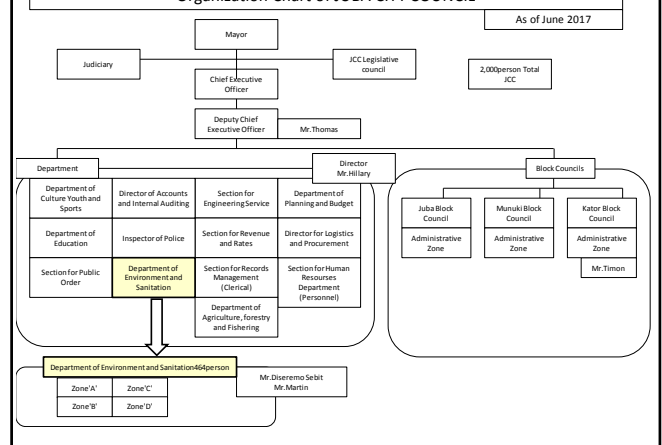 As of June 2017
Mayor
Judiciary
JCC Legislative
council
2,000person Total
JCC
Chief Executive
Officer
Deputy Chief
Executive Officer
Mr.Thomas
Department
Director
Mr.Hillary
Block Councils
Department of
Culture Youth and
Sports
Director of Accounts
and Internal Auditing
Section for
Engineering Service
Department of
Planning and Budget
Department of
Education
Inspector of Police
Section for Revenue
and Rates
Director for Logistics
and Procurement
Section for Public
Order
Department of
Environment and
Sanitation
Section for Records
Management
(Clerical)
Section for Human
Resourses
Department
(Personnel)
Department of
Agriculture, forestry
and Fishering
Juba Block
Council
Munuki Block
Council
Kator Block
Council
Administrative
Zone
Administrative
Zone
Administrative
Zone
Mr.Timon
Department of Environment and Sanitation464person
Mr.Diseremo Sebit
Mr.Martin
Zone'A'
Zone'C'
Zone'B'
Zone'D'